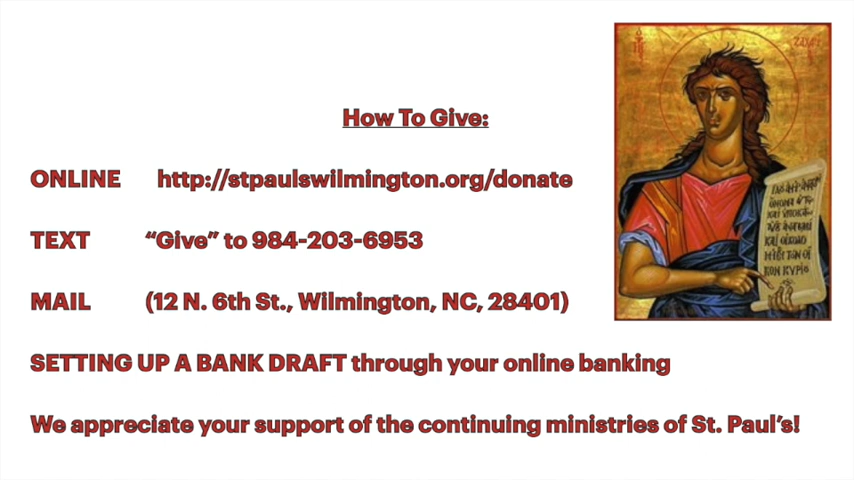 How To Give:
ONLINE http://stpaulswilmington.org/donate
TEXT “Give” to 984-203-6953
MAIL (12 N. 6th St., Wilmington, NC, 28401)
SETTING UP A BANK DRAFT through your online banking
We appreciate your support of the continuing ministries of St. Paul’s!